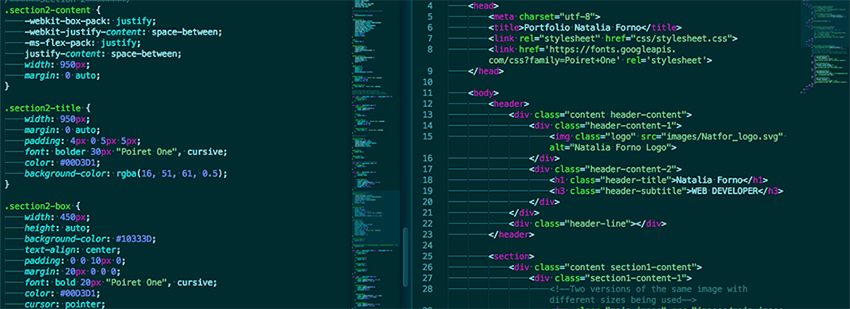 .section2-content {
-webkit-box-pack: justify;
-webkit-justify-content: space-between;
-ms-flex-pack: justify;
justify-content: space-between;
width: 950px;
margin: 0 auto;
}
.section2-title {
width: 950px;
margin: 0 auto;
padding: 4px 0 5px 5px;
font: bolder 30px "Poiret One", cursive;
color: #00D3D1;
background-color: rgba(16, 51, 61, 0.5);
}
.section2-box {
width: 450px;
height: auto;
background-color: #10333D;
text-align: center;
padding: 0 0 10px 0;
margin: 20px 0 0 0;
font: bold 20px "Poiret One", cursive;
color: #00D3D1;
cursor: pointer;
4 <head>
5 <meta charset="utf-8">
6 <title>Portfolio Natalia Forno</title>
7 <link rel="stylesheet" href="css/stylesheet.css">
8 <link href='https://fonts.googleapis.
com/css?family=Poiret+One' rel='stylesheet'>
9 </head>
10
11 <body>
12 <header>
13 <div class="content header-content">
14 <div class="header-content-1">
15 <img class="logo" src="images/Natfor_logo.svg"
alt="Natalia Forno Logo">
16 </div>
17 <div class="header-content-2">
18 <h1 class="header-title">Natalia Forno</h1>
19 <h3 class="header-subtitle">WEB DEVELOPER</h3>
20 </div>
21 </div>
22 <div class="header-line"></div>
23 </header>
24
25 <section>
26 <div class="content section1-content">
27 <div class="section1-content-1">
28 <!--Two versions of the same image with
different sizes being used-->